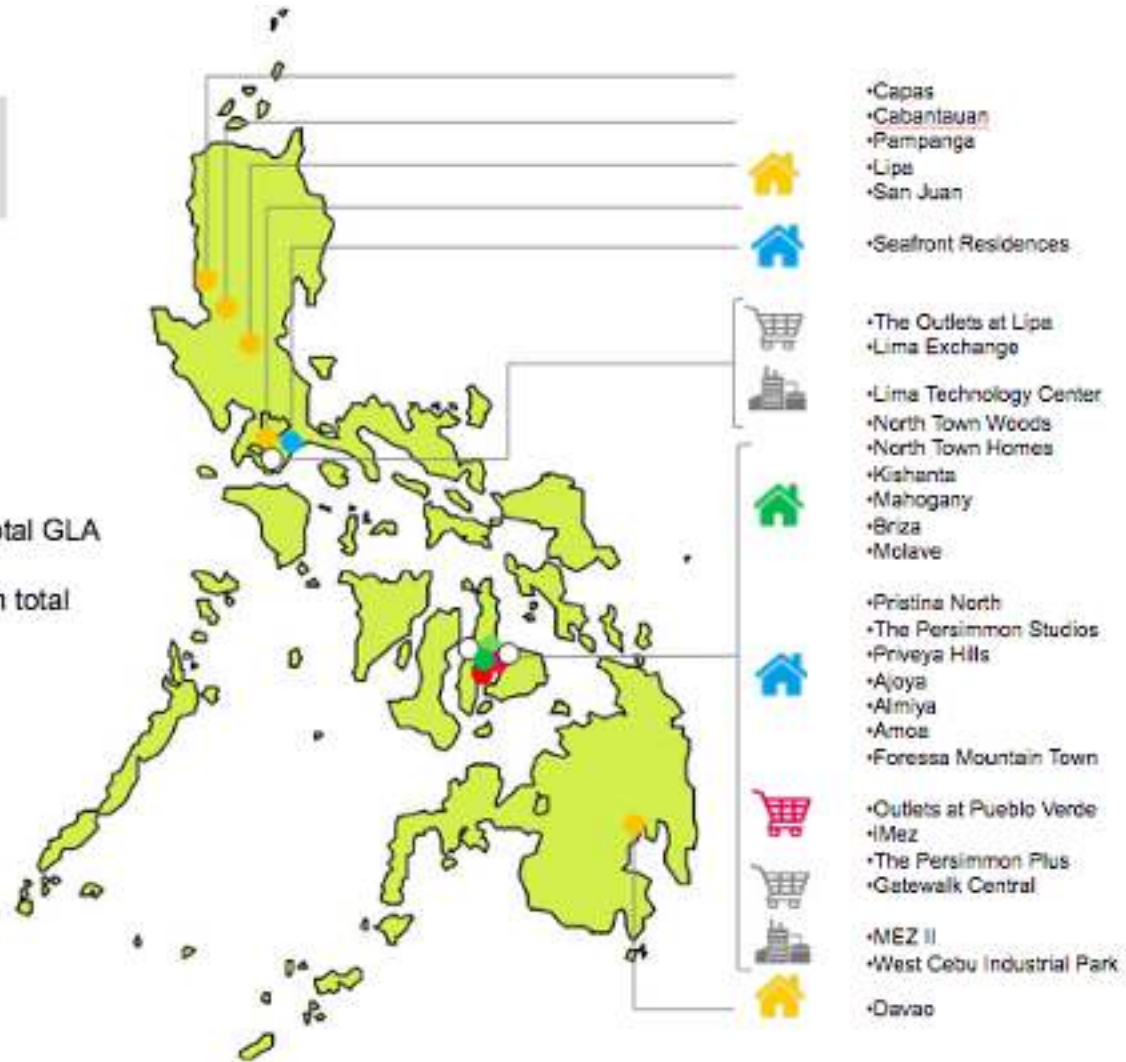 •Capas
•Cabantauan
•Pampanga
•Lipa
•San Juan
•Seafront Residences
•The Outlets at Lipa
•Lima Exchange
•Lima Technology Center
•North Town Woods
•North Town Homes
•Kishanta
•Mahogany
•Briza
•Molave
otal GLA
n total
•Pristina North
•The Persimmon Studios
•Priveya Hills
•Ajoya
•Almiya
•Amoa
•Foressa Mountain Town
•Outlets at Pueblo Verde
•IMez
•The Persimmon Plus
•Gatewalk Central
•MEZ II
•West Cebu Industrial Park
•Davao